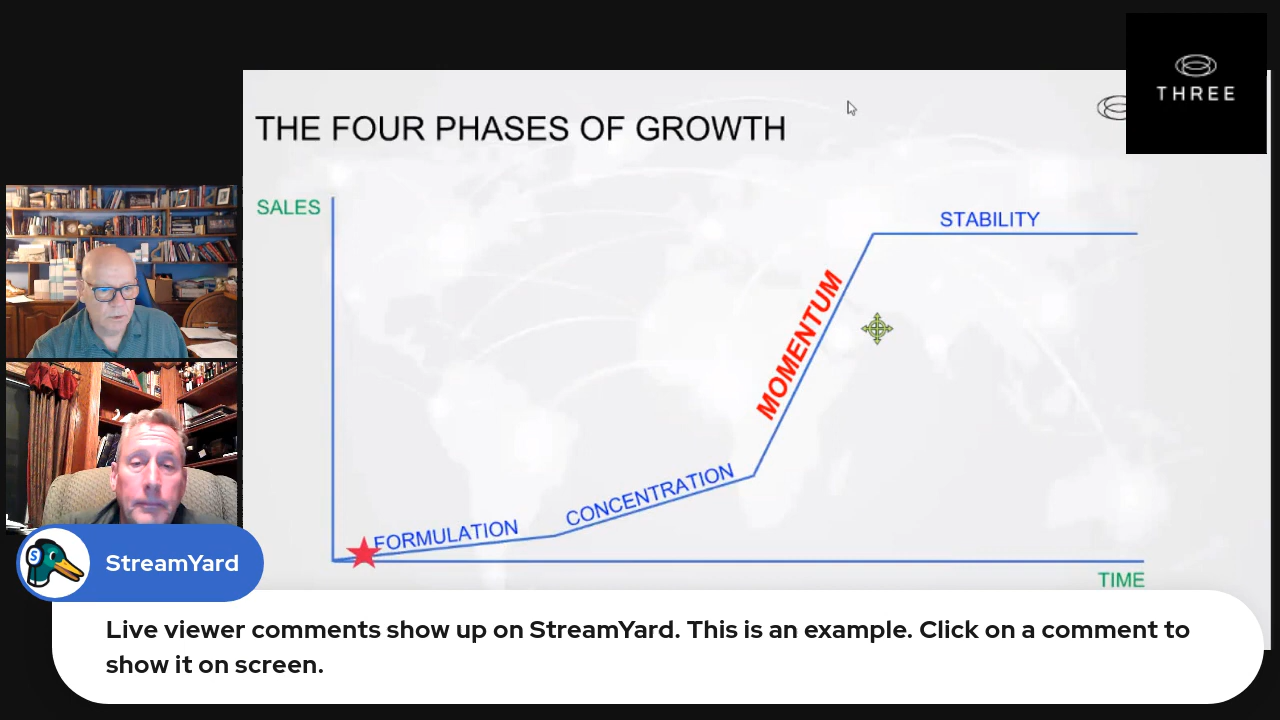 THREE
THE FOUR PHASES OF GROWTH
SALES
STABILITY
MOMENTUM
CONCENTRATION
FORMULATION
TIME
S
StreamYard
Live viewer comments show up on StreamYard. This is an example. Click on a comment to
show it on screen.